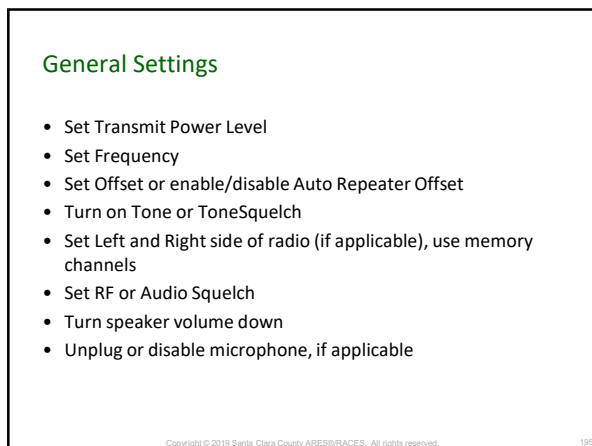 General Settings
• Set Transmit Power Level
• Set Frequency
• Set Offset or enable/disable Auto Repeater Offset
• Turn on Tone or ToneSquelch
• Set Left and Right side of radio (if applicable), use memory
channels
• Set RF or Audio Squelch
• Turn speaker volume down
• Unplug or disable microphone, if applicable
Copyright © 2019 Santa Clara County ARES®/RACES. All rights reserved.
195